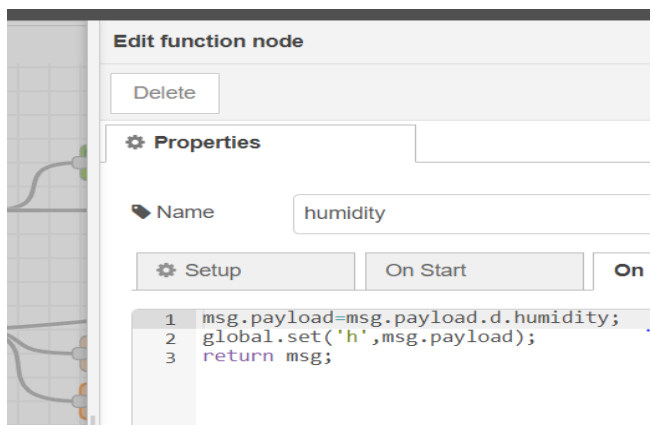 Edit function node
Delete
Properties
Name humidity
Setup On Start On
1 msg.payload=msg.payload.d.humidity;
2 global.set('h',msg.payload);
3 return msg;